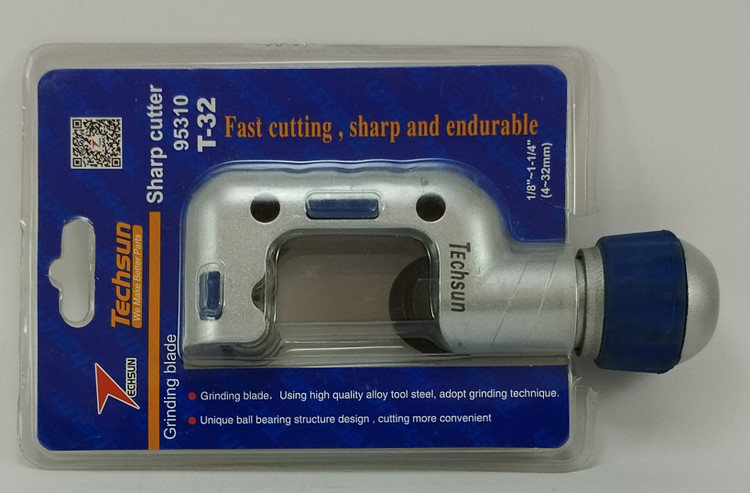 Sharp cutter
95310
T-32
Fast cutting , sharp and endurable
1/8"~1-1/4"
(4~32mm)
Techsun
We Make Better Parts
TECHSUN
Grinding blade
Techsun
Grinding blade. Using high quality alloy tool steel, adopt grinding technique.
Unique ball bearing structure design , cutting more convenient